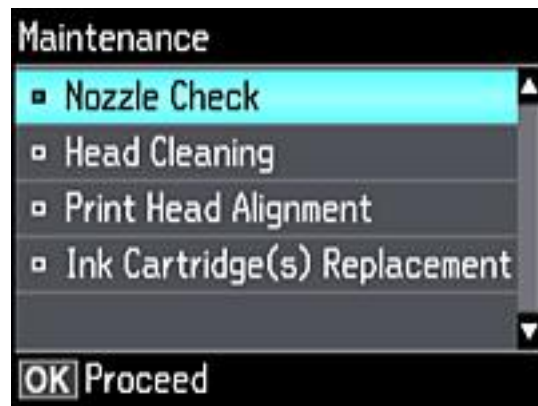 Maintenance
Nozzle Check
Head Cleaning
Print Head Alignment
Ink Cartridge(s) Replacement
OK Proceed